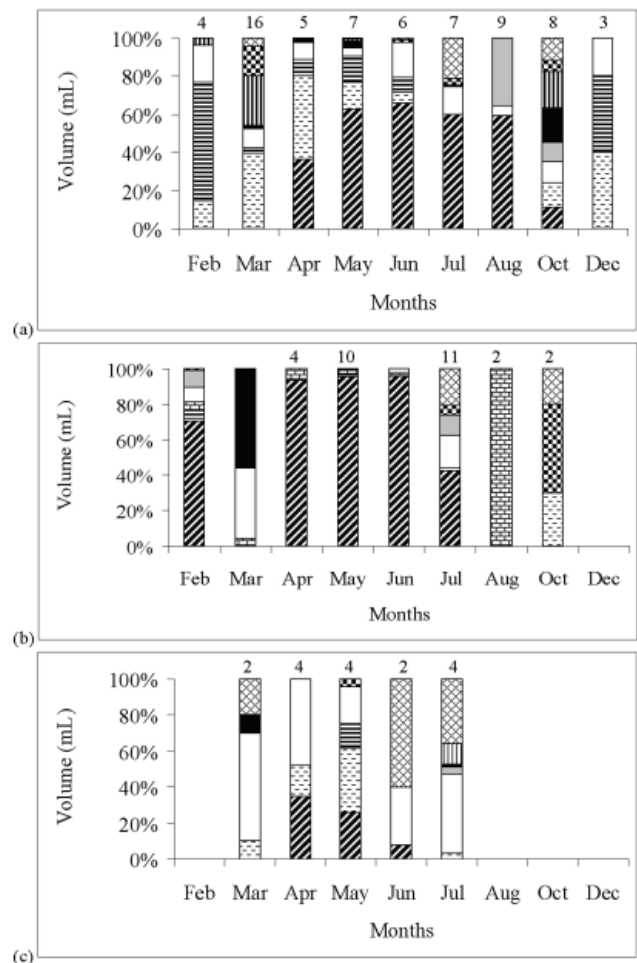 4 16 5 7 6 7 9 8 3
100%
80%
60%
40%
20%
0%
Volume (mL)
Feb Mar Apr May Jun Jul Aug Oct Dec
Months
(a)
4 10 11 2 2
100%
80%
60%
40%
20%
0%
Volume (mL)
Feb Mar Apr May Jun Jul Aug Oct Dec
Months
(b)
2 4 4 2 4
100%
80%
60%
40%
20%
0%
Volume (mL)
Feb Mar Apr May Jun Jul Aug Oct Dec
Months
(c)